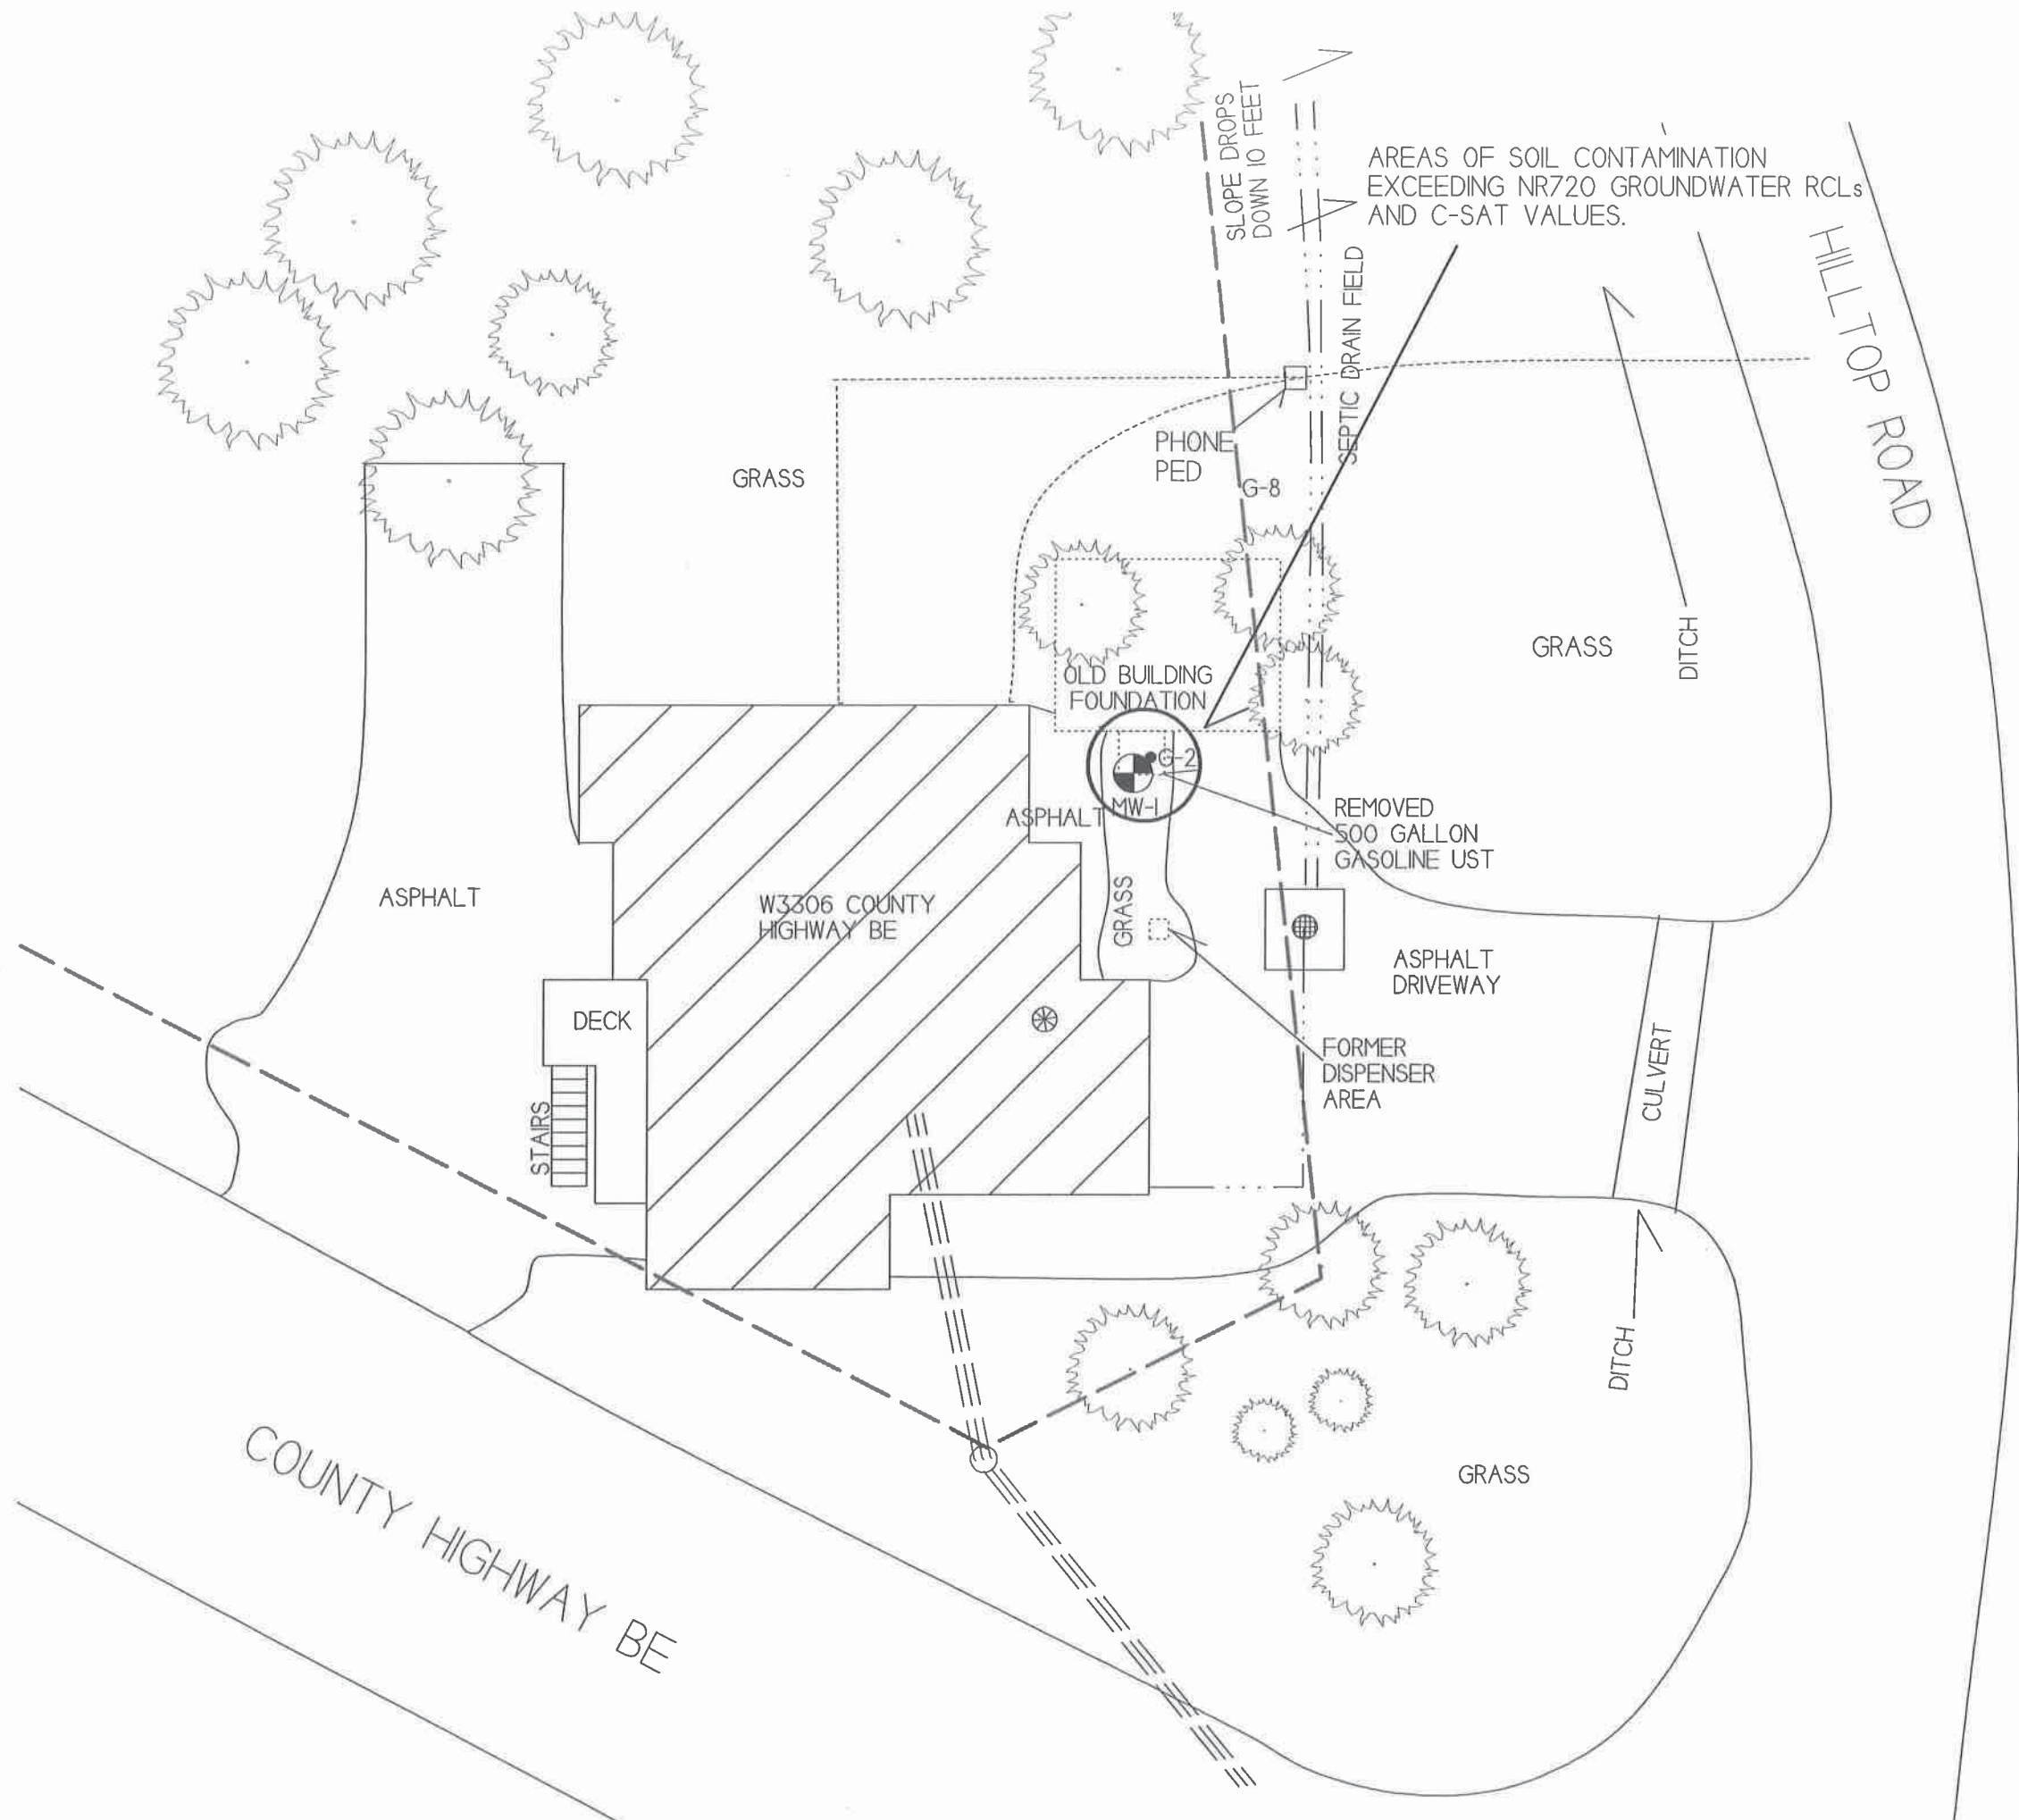 SLOPE DROPS
DOWN 10 FEET
AREAS OF SOIL CONTAMINATION
EXCEEDING NR720 GROUNDWATER RCLs
AND C-SAT VALUES.
HILLTOP ROAD
SEPTIC DRAIN FIELD
PHONE
PED
GRASS
G-8
GRASS
DITCH
OLD BUILDING
FOUNDATION
G-2
MW-1
ASPHALT
REMOVED
500 GALLON
GASOLINE UST
ASPHALT
W3306 COUNTY
HIGHWAY BE
GRASS
ASPHALT
DRIVEWAY
DECK
FORMER
DISPENSER
AREA
CULVERT
STAIRS
DITCH
GRASS
COUNTY HIGHWAY BE